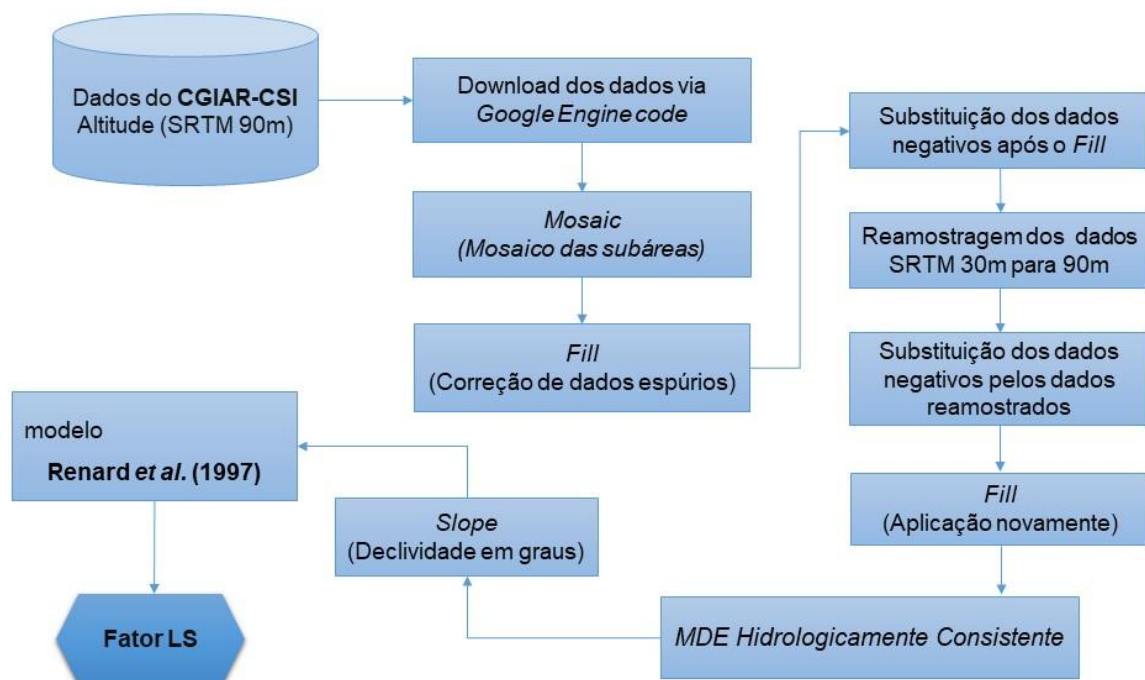 Dados do CGIAR-CSI
Altitude (SRTM 90m)
Download dos dados via
Google Engine code
Mosaic
(Mosaico das subáreas)
Fill
(Correção de dados espúrios)
Substituição dos dados
negativos após o Fill
Reamostragem dos dados
SRTM 30m para 90m
Substituição dos dados
negativos pelos dados
reamostrados
Fill
(Aplicação novamente)
MDE Hidrologicamente Consistente
Slope
(Declividade em graus)
modelo
Renard et al. (1997)
Fator LS